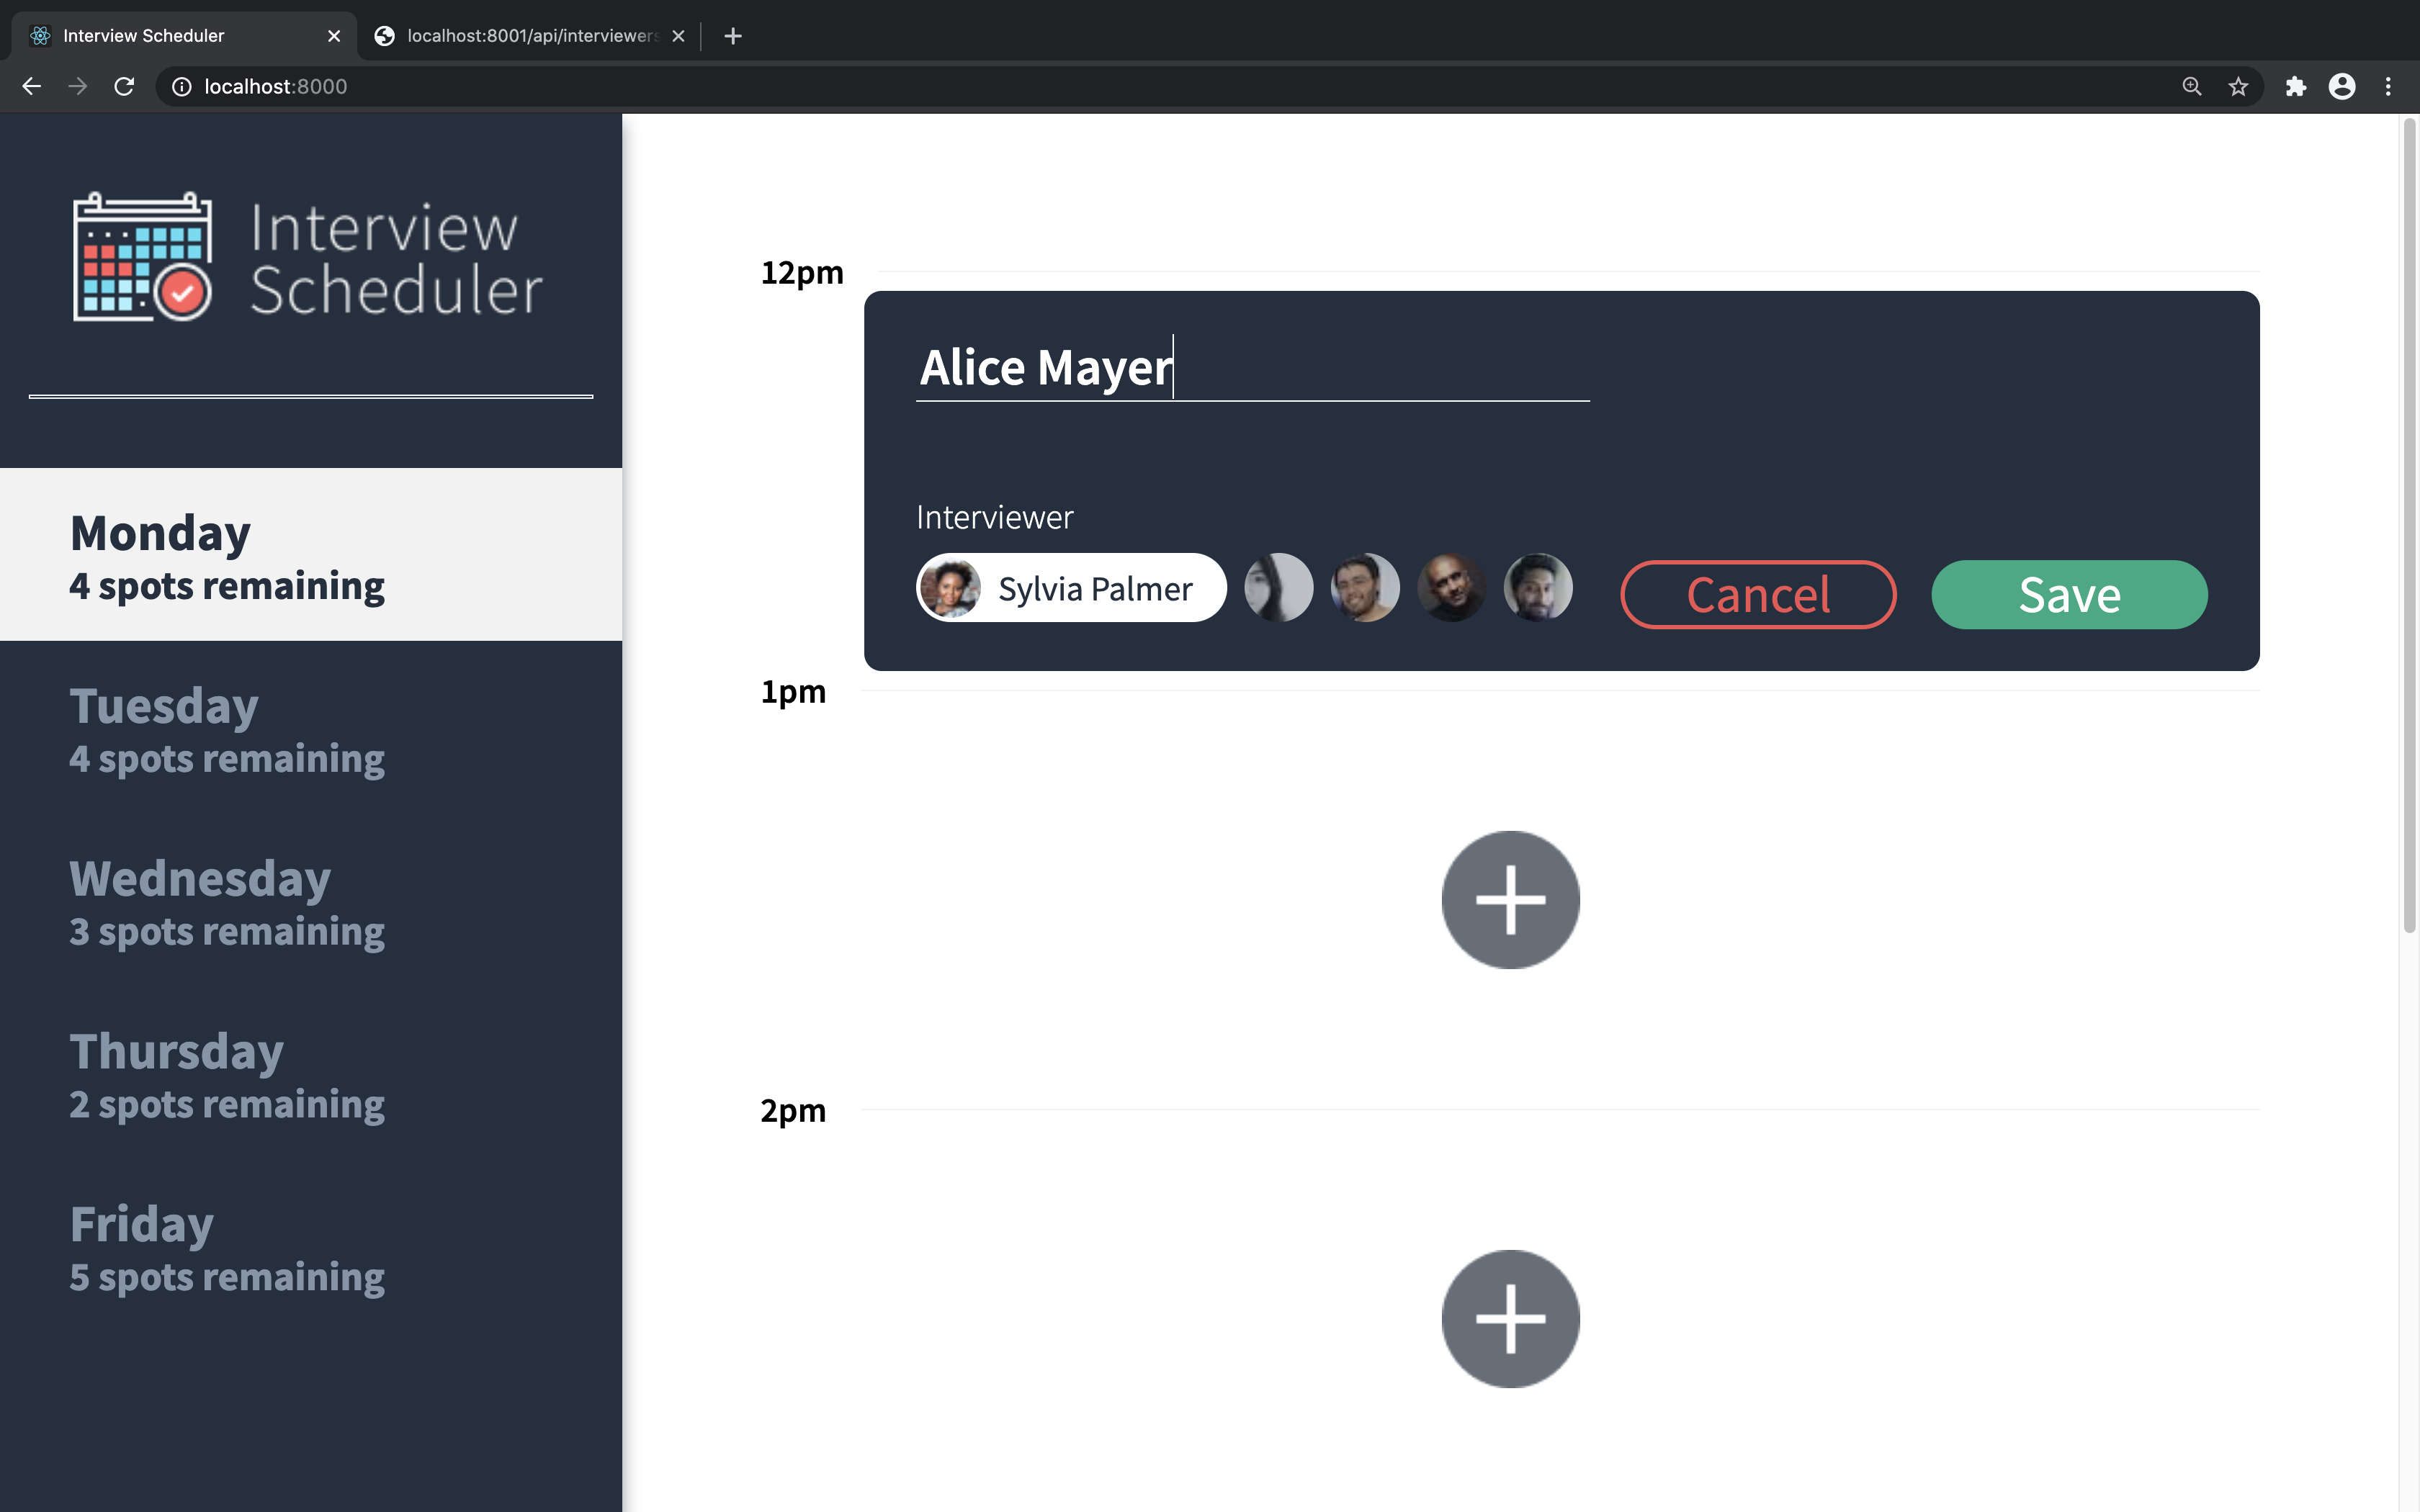 Interview Scheduler
localhost:8001/api/interviewers
localhost:8000
Interview
Scheduler
Monday
4 spots remaining
Tuesday
4 spots remaining
Wednesday
3 spots remaining
Thursday
2 spots remaining
Friday
5 spots remaining
12pm
Alice Mayer
Interviewer
Sylvia Palmer
Cancel
Save
1pm
2pm